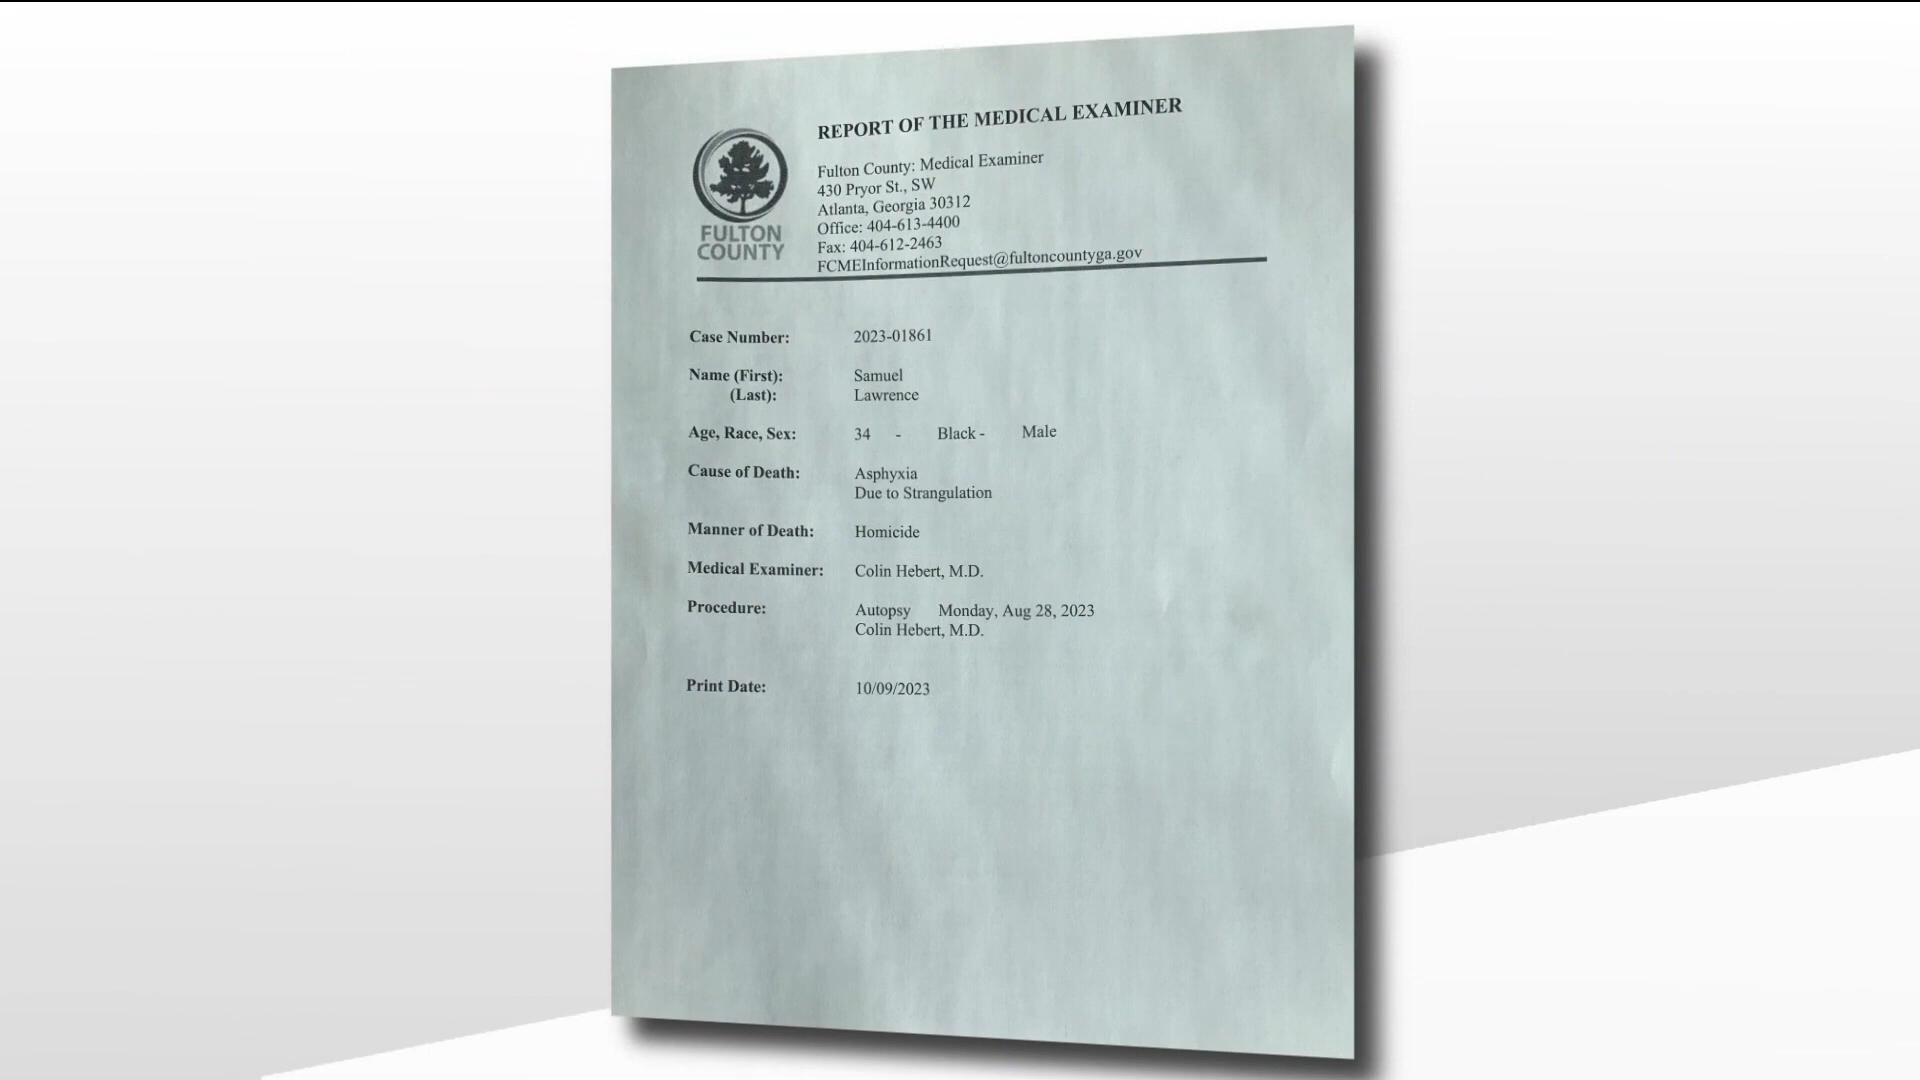 REPORT OF THE MEDICAL EXAMINER
FULTON
COUNTY
Fulton County: Medical Examiner
430 Pryor St., SW
Atlanta, Georgia 30312
Office: 404-613-4400
Fax: 404-612-2463
FCMEInformationRequest@fultoncountyga.gov
Case Number: 2023-01861
Name (First): Samuel
(Last): Lawrence
Age, Race, Sex: 34 - Black - Male
Cause of Death: Asphyxia
Due to Strangulation
Manner of Death: Homicide
Medical Examiner: Colin Hebert, M.D.
Procedure: Autopsy Monday, Aug 28, 2023
Colin Hebert, M.D.
Print Date: 10/09/2023